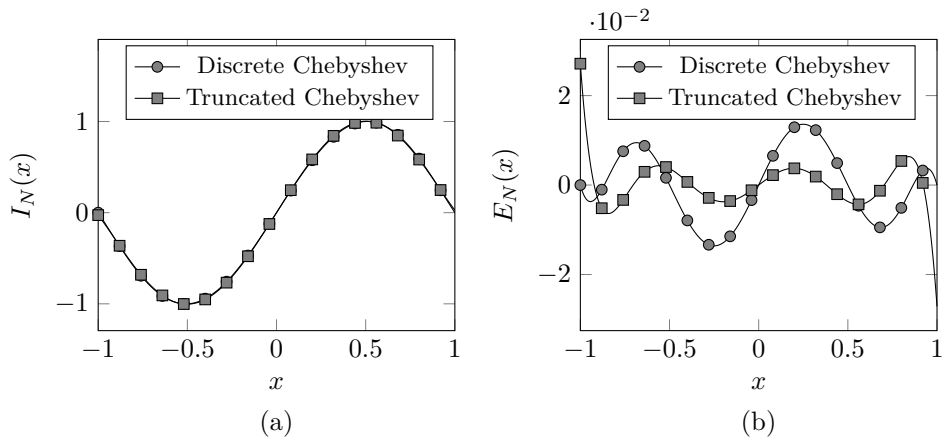 Discrete Chebyshev
Truncated Chebyshev
1
0
−1
I_N(x)
−1
−0.5
0
0.5
1
x
(a)
·10⁻²
Discrete Chebyshev
Truncated Chebyshev
2
0
−2
E_N(x)
−1
−0.5
0
0.5
1
x
(b)